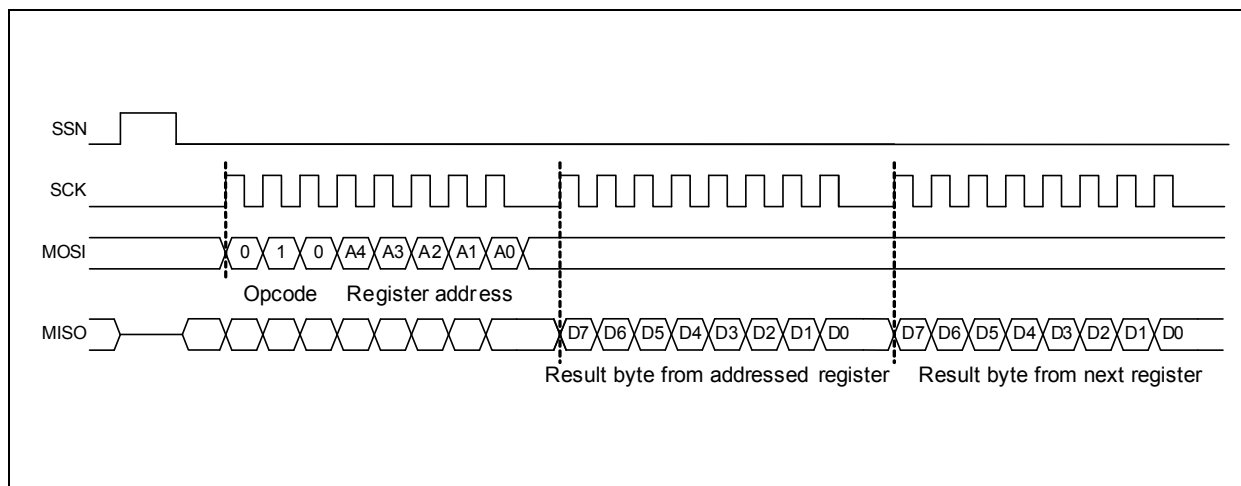 SSN
SCK
MOSI 0 1 0 A4 A3 A2 A1 A0
Opcode Register address
MISO D7 D6 D5 D4 D3 D2 D1 D0 D7 D6 D5 D4 D3 D2 D1 D0
Result byte from addressed register Result byte from next register